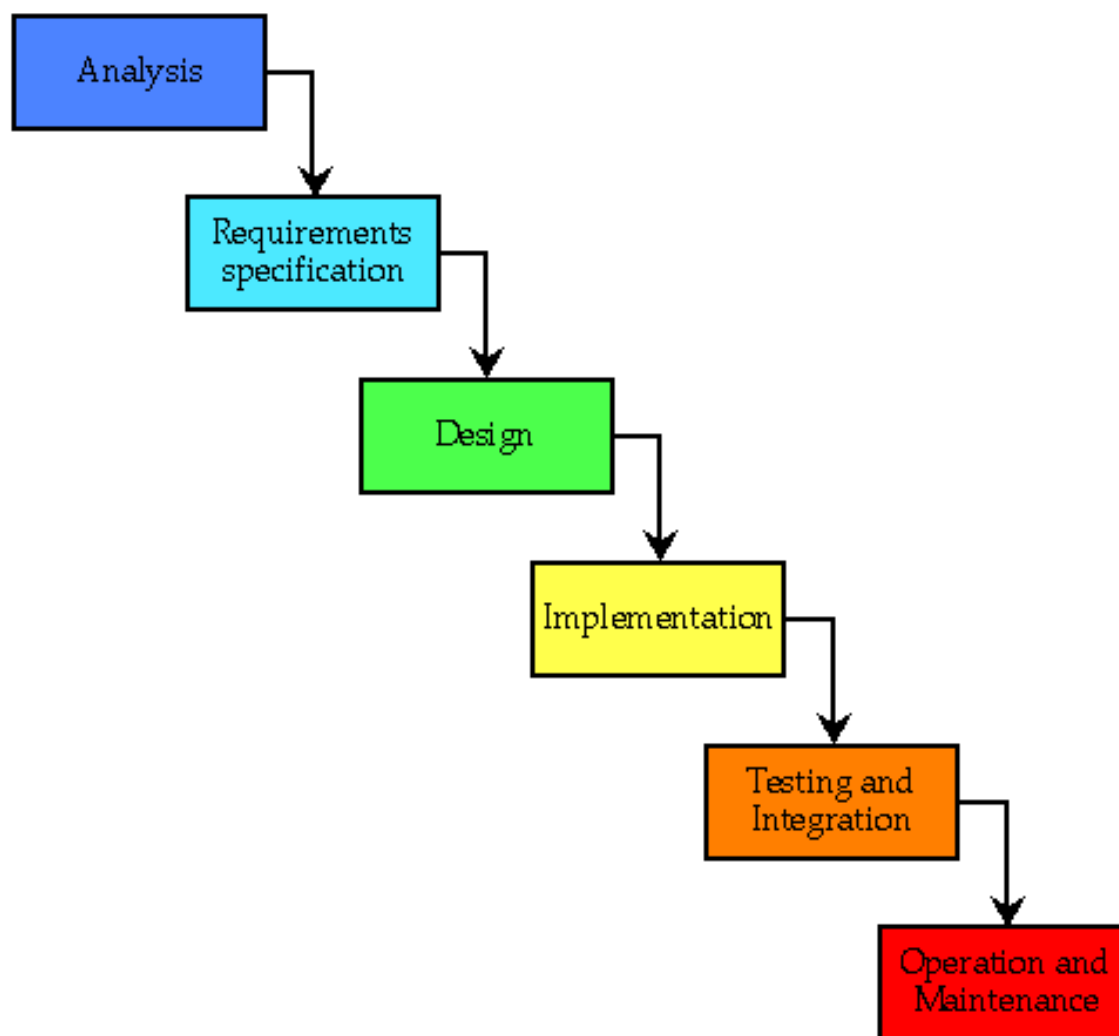 Analysis
Requirements
specification
Design
Implementation
Testing and
Integration
Operation and
Maintenance